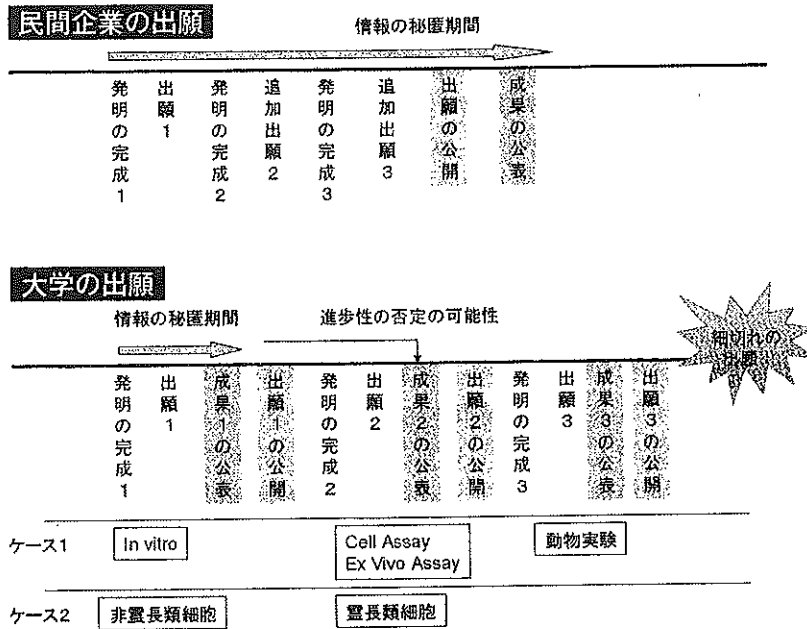 民間企業の出願
情報の秘匿期間
発明の完成1
出願1
発明の完成2
追加出願2
発明の完成3
追加出願3
出願の公開
成果の公表
大学の出願
情報の秘匿期間
進歩性の否定の可能性
細切れの出願
発明の完成1
出願1
成果1の公表
出願1の公開
発明の完成2
出願2
成果2の公表
出願2の公開
発明の完成3
出願3
成果3の公表
出願3の公開
ケース1
In vitro
Cell Assay
Ex Vivo Assay
動物実験
ケース2
非霊長類細胞
霊長類細胞